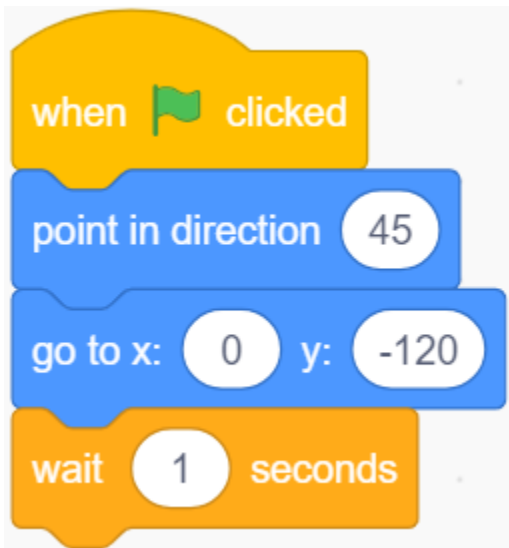 when clicked
point in direction 45
go to x: 0 y: -120
wait 1 seconds